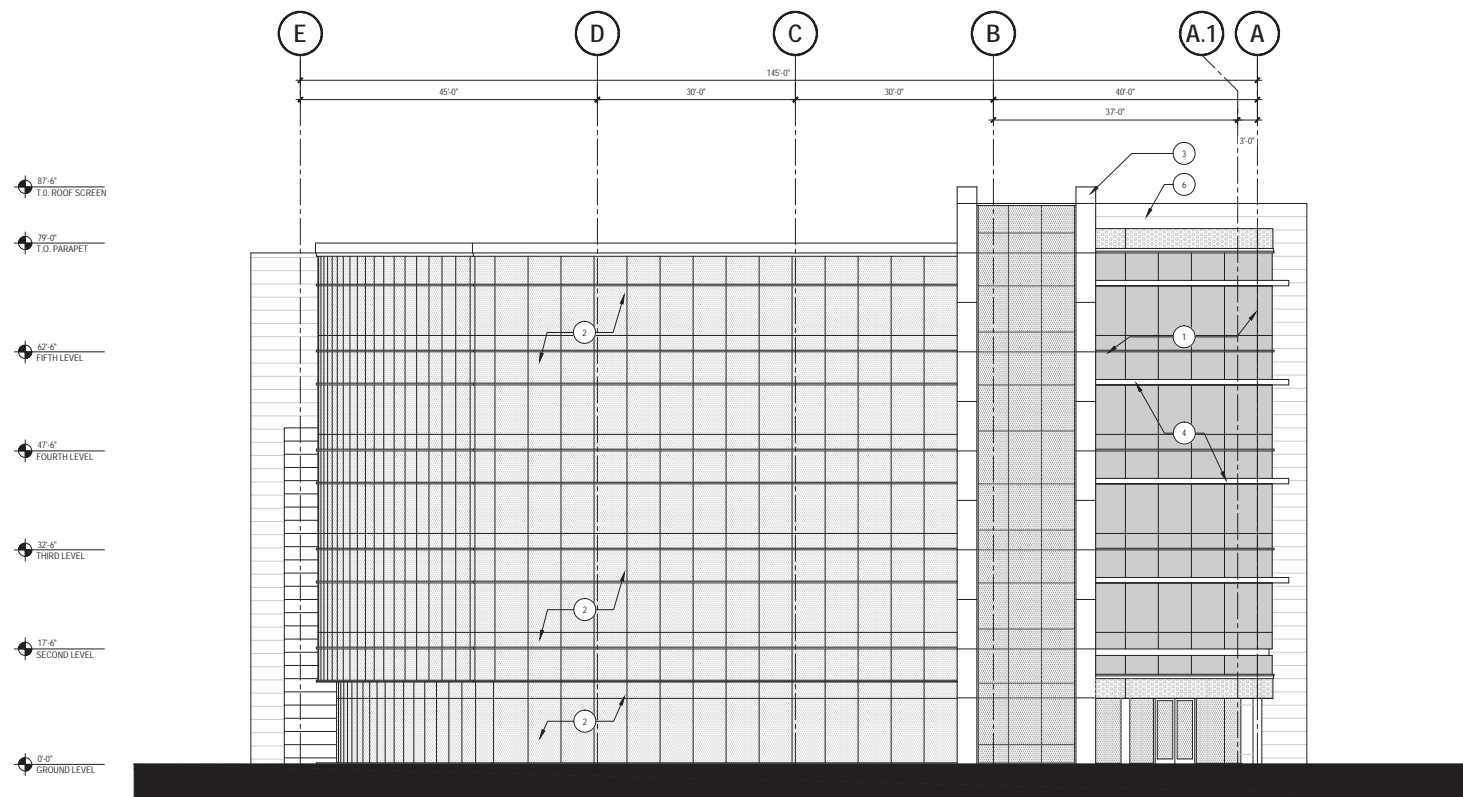 E D C B A.1 A
145'-0"
45'-0" 30'-0" 30'-0" 40'-0"
37'-0"
3'-0"
3
87'-6"
T.O. ROOF SCREEN
6
79'-0"
T.O. PARAPET
2
1
62'-6"
FIFTH LEVEL
4
47'-6"
FOURTH LEVEL
32'-6"
THIRD LEVEL
2
17'-6"
SECOND LEVEL
2
0'-0"
GROUND LEVEL